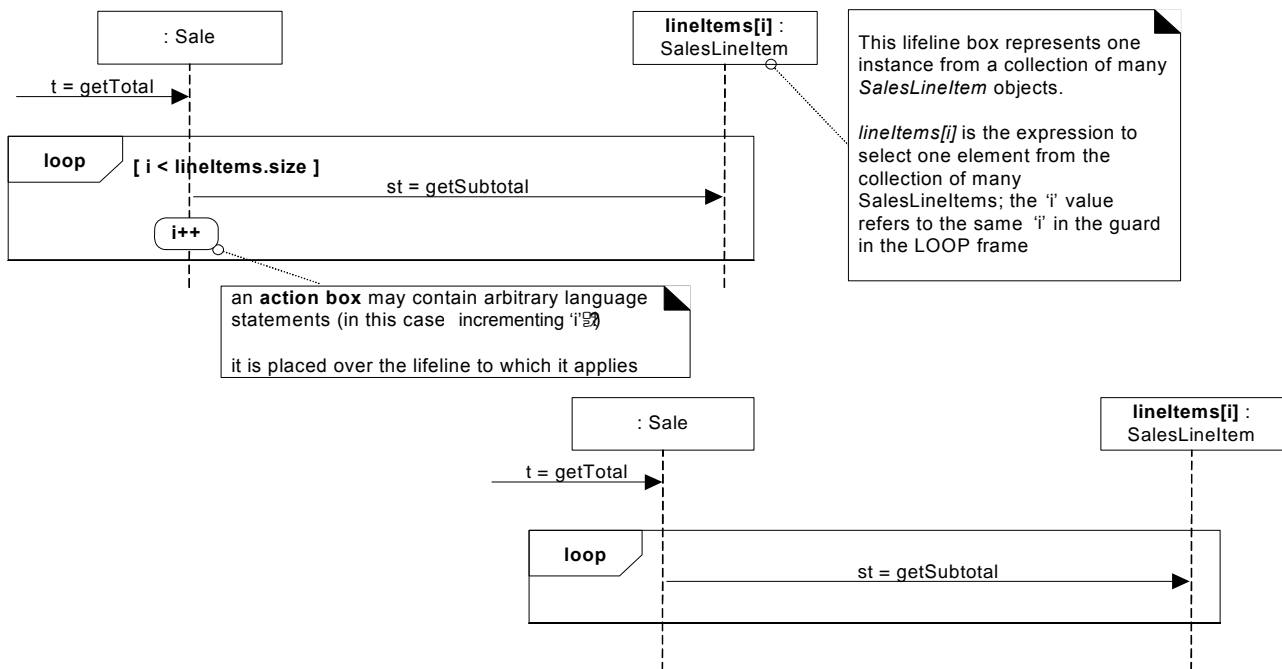 : Sale
lineItems[i] :
SalesLineItem
This lifeline box represents one
instance from a collection of many
SalesLineItem objects.
lineItems[i] is the expression to
select one element from the
collection of many
SalesLineItems; the ‘i’ value
refers to the same ‘i’ in the guard
in the LOOP frame
t = getTotal
loop
[ i < lineItems.size ]
st = getSubtotal
i++
an action box may contain arbitrary language
statements (in this case incrementing ‘i’
it is placed over the lifeline to which it applies
: Sale
lineItems[i] :
SalesLineItem
t = getTotal
loop
st = getSubtotal